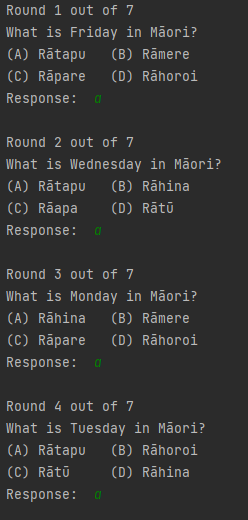 Round 1 out of 7
What is Friday in Māori?
(A) Rātapu (B) Rāmere
(C) Rāpare (D) Rāhoroi
Response: a
Round 2 out of 7
What is Wednesday in Māori?
(A) Rātapu (B) Rāhina
(C) Rāapa (D) Rātū
Response: a
Round 3 out of 7
What is Monday in Māori?
(A) Rāhina (B) Rāmere
(C) Rāpare (D) Rāhoroi
Response: a
Round 4 out of 7
What is Tuesday in Māori?
(A) Rātapu (B) Rāhoroi
(C) Rātū (D) Rāhina
Response: a